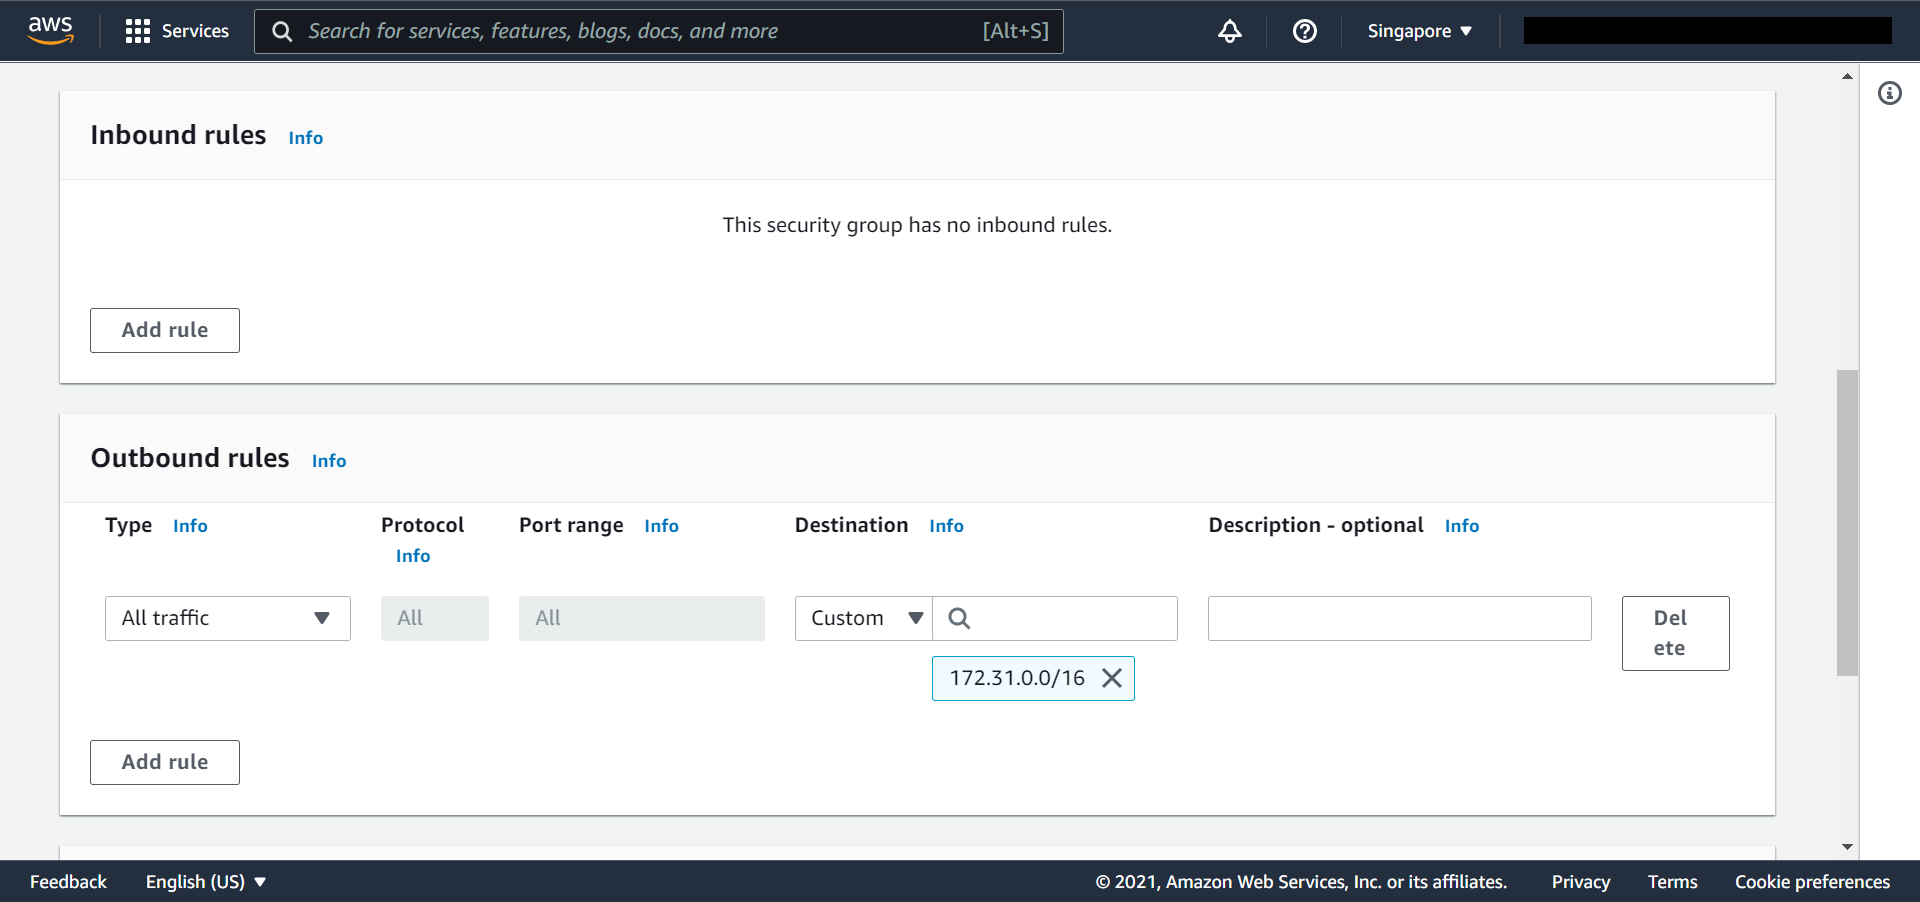 aws Services Search for services, features, blogs, docs, and more [Alt+S] Singapore
Inbound rules Info
This security group has no inbound rules.
Add rule
Outbound rules Info
Type Info Protocol Info Port range Info Destination Info Description - optional Info
All traffic All All Custom Delete
172.31.0.0/16
Add rule
Feedback English (US) © 2021, Amazon Web Services, Inc. or its affiliates. Privacy Terms Cookie preferences